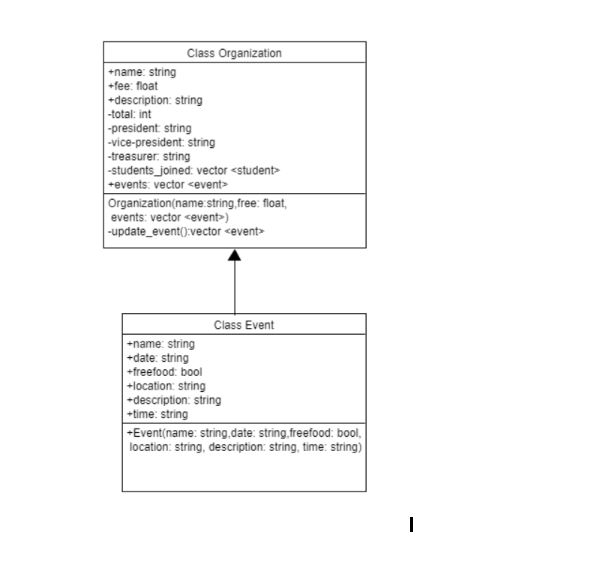 Class Organization
+name: string
+fee: float
+description: string
-total: int
-president: string
-vice-president: string
-treasurer: string
-students_joined: vector <student>
+events: vector <event>
Organization(name:string,free: float,
events: vector <event>)
-update_event():vector <event>
Class Event
+name: string
+date: string
+freefood: bool
+location: string
+description: string
+time: string
+Event(name: string,date: string,freefood: bool,
location: string, description: string, time: string)